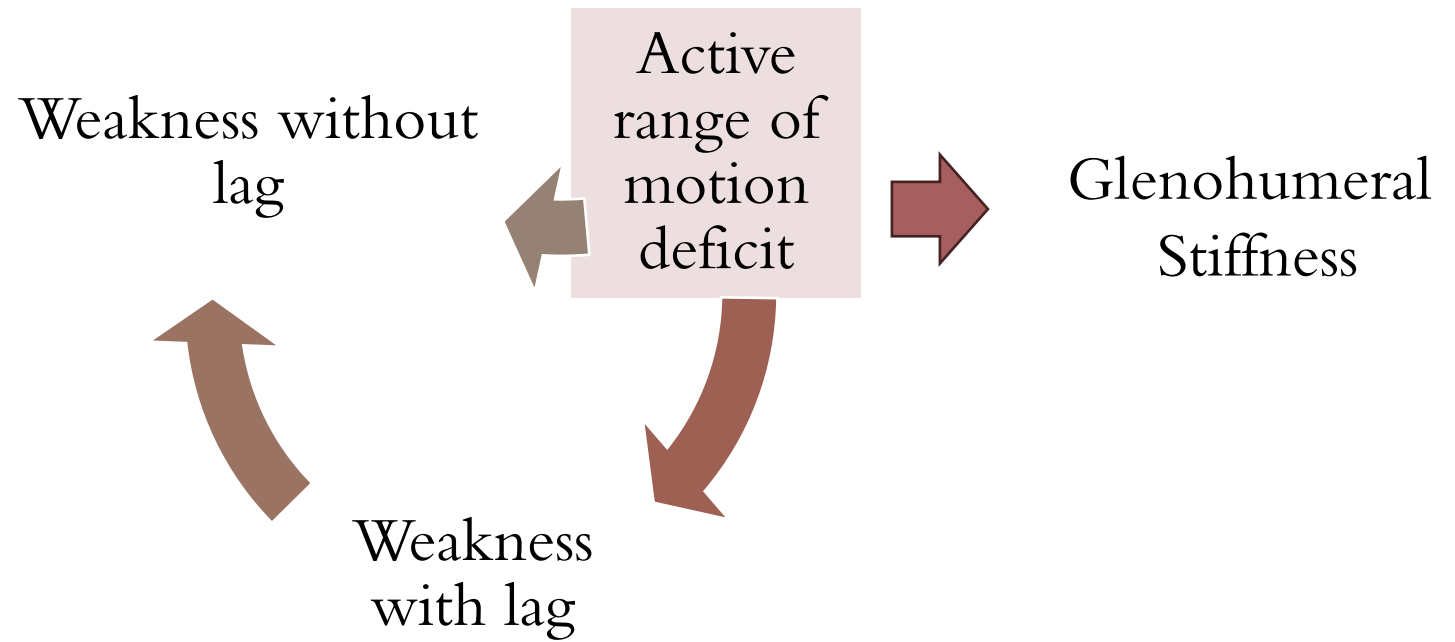 Active
range of
motion
deficit
Weakness without
lag
Glenohumeral
Stiffness
Weakness
with lag